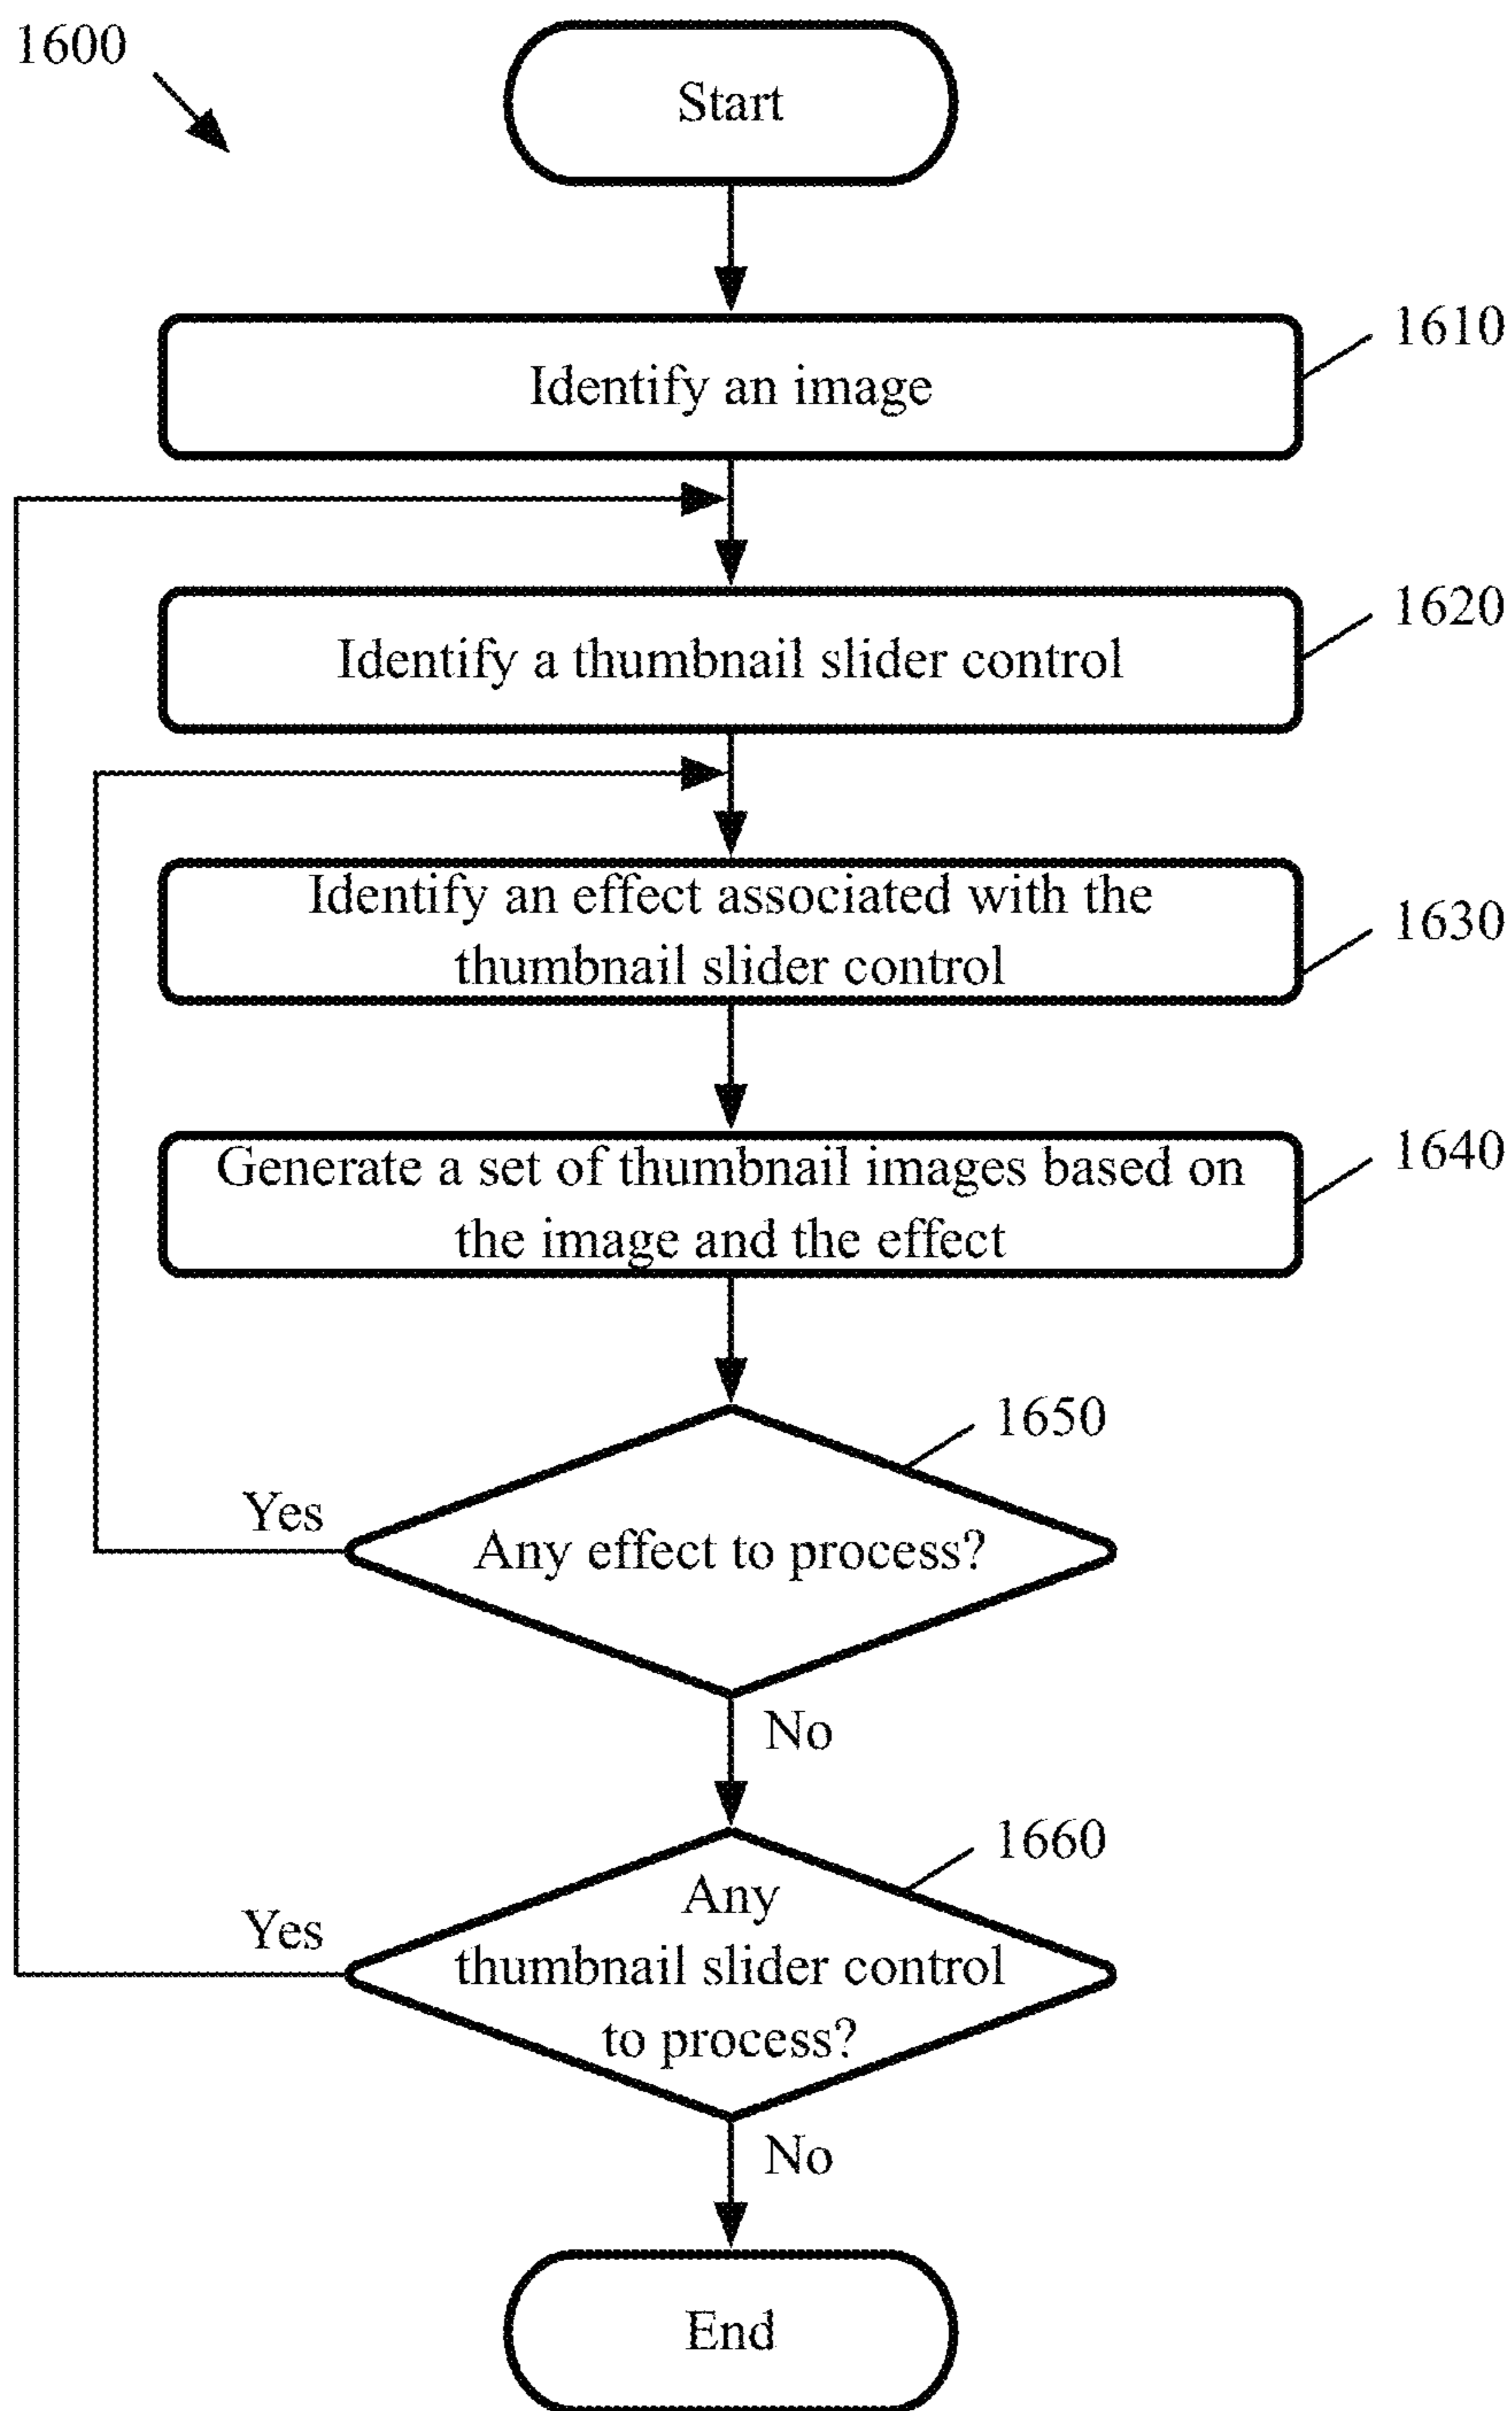 1600
Start
Identify an image
1610
Identify a thumbnail slider control
1620
Identify an effect associated with the
thumbnail slider control
1630
Generate a set of thumbnail images based on
the image and the effect
1640
1650
Any effect to process?
Yes
No
1660
Any
thumbnail slider control
to process?
Yes
No
End